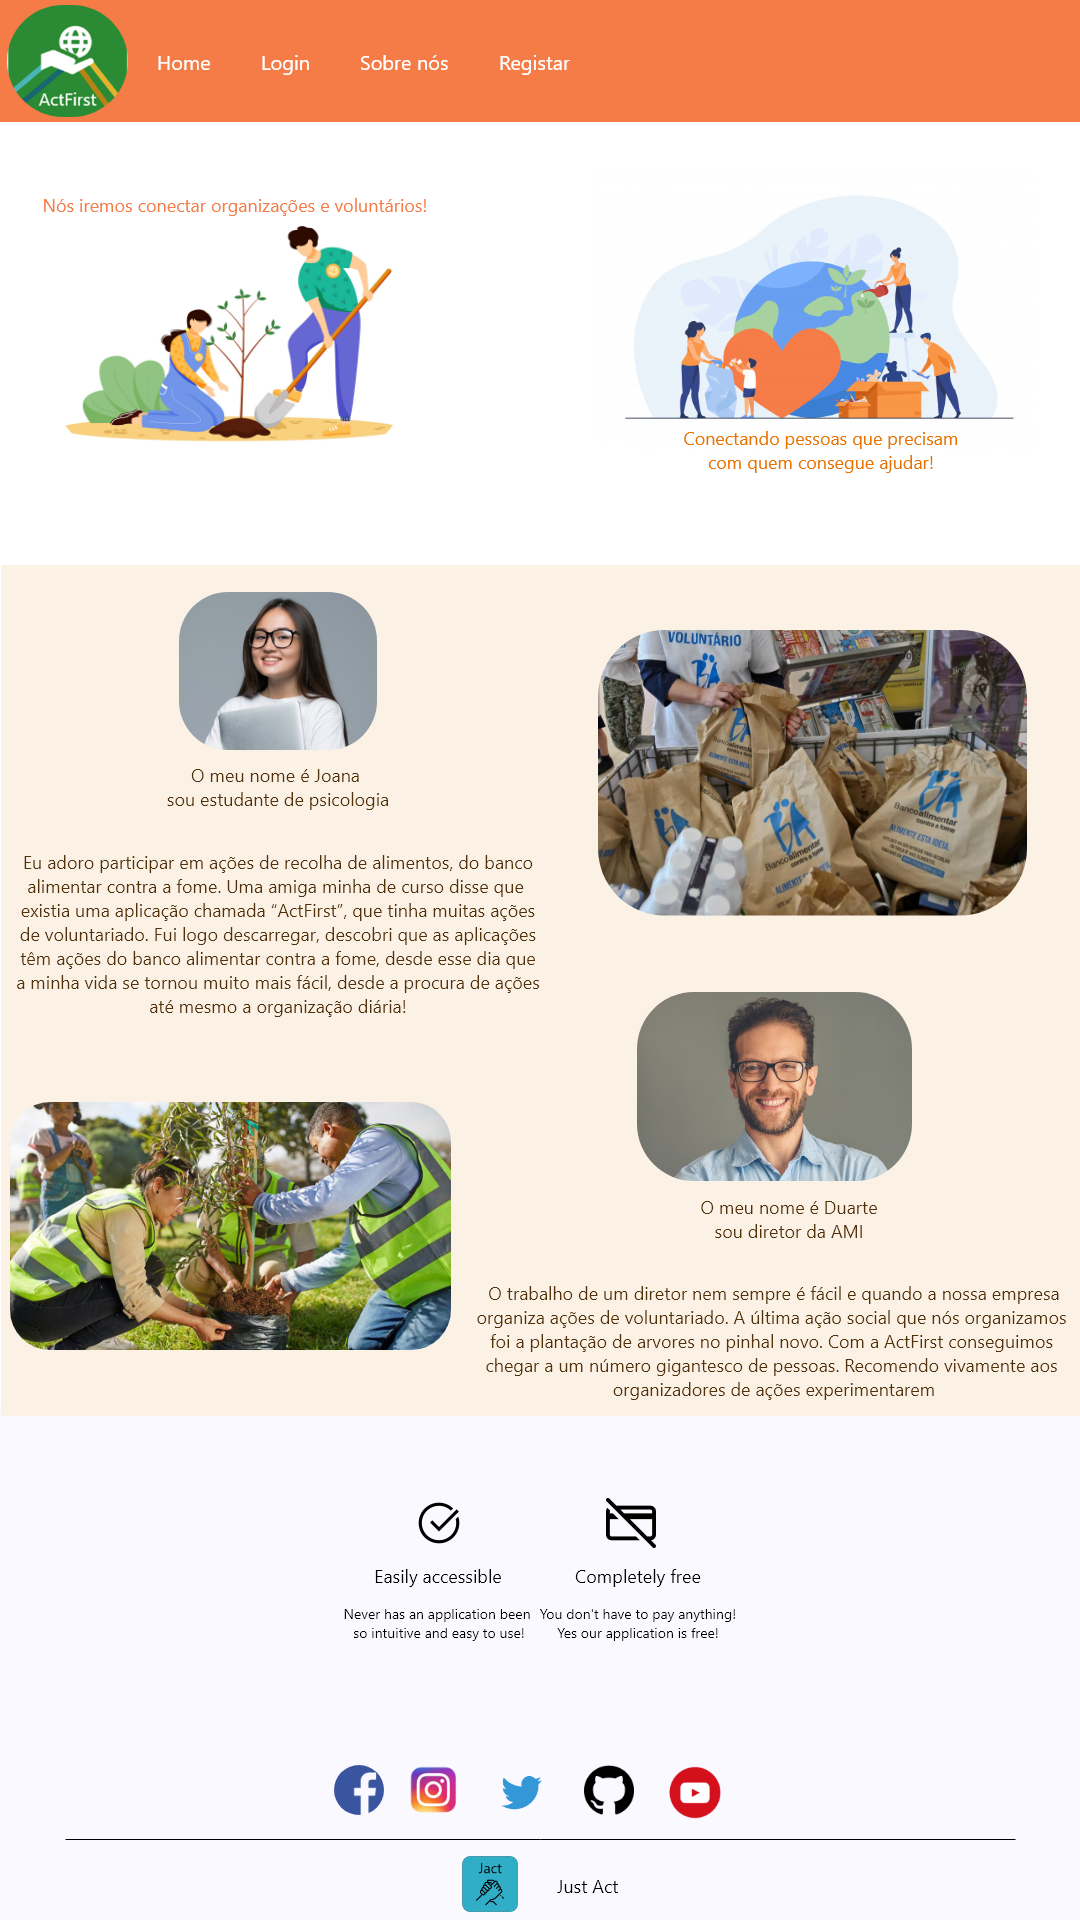 ActFirst
Home
Login
Sobre nós
Registar
Nós iremos conectar organizações e voluntários!
Conectando pessoas que precisam
com quem consegue ajudar!
O meu nome é Joana
sou estudante de psicologia
Eu adoro participar em ações de recolha de alimentos, do banco
alimentar contra a fome. Uma amiga minha de curso disse que
existia uma aplicação chamada “ActFirst”, que tinha muitas ações
de voluntariado. Fui logo descarregar, descobri que as aplicações
têm ações do banco alimentar contra a fome, desde esse dia que
a minha vida se tornou muito mais fácil, desde a procura de ações
até mesmo a organização diária!
VOLUNTÁRIO
Bancoalimentar
contra a fome
ALIMENTE ESTA IDEIA.
Bancoalimentar
contra a fome
ALIMENTE
O meu nome é Duarte
sou diretor da AMI
O trabalho de um diretor nem sempre é fácil e quando a nossa empresa
organiza ações de voluntariado. A última ação social que nós organizamos
foi a plantação de arvores no pinhal novo. Com a ActFirst conseguimos
chegar a um número gigantesco de pessoas. Recomendo vivamente aos
organizadores de ações experimentarem
Easily accessible
Never has an application been
so intuitive and easy to use!
Completely free
You don't have to pay anything!
Yes our application is free!
Jact
Just Act